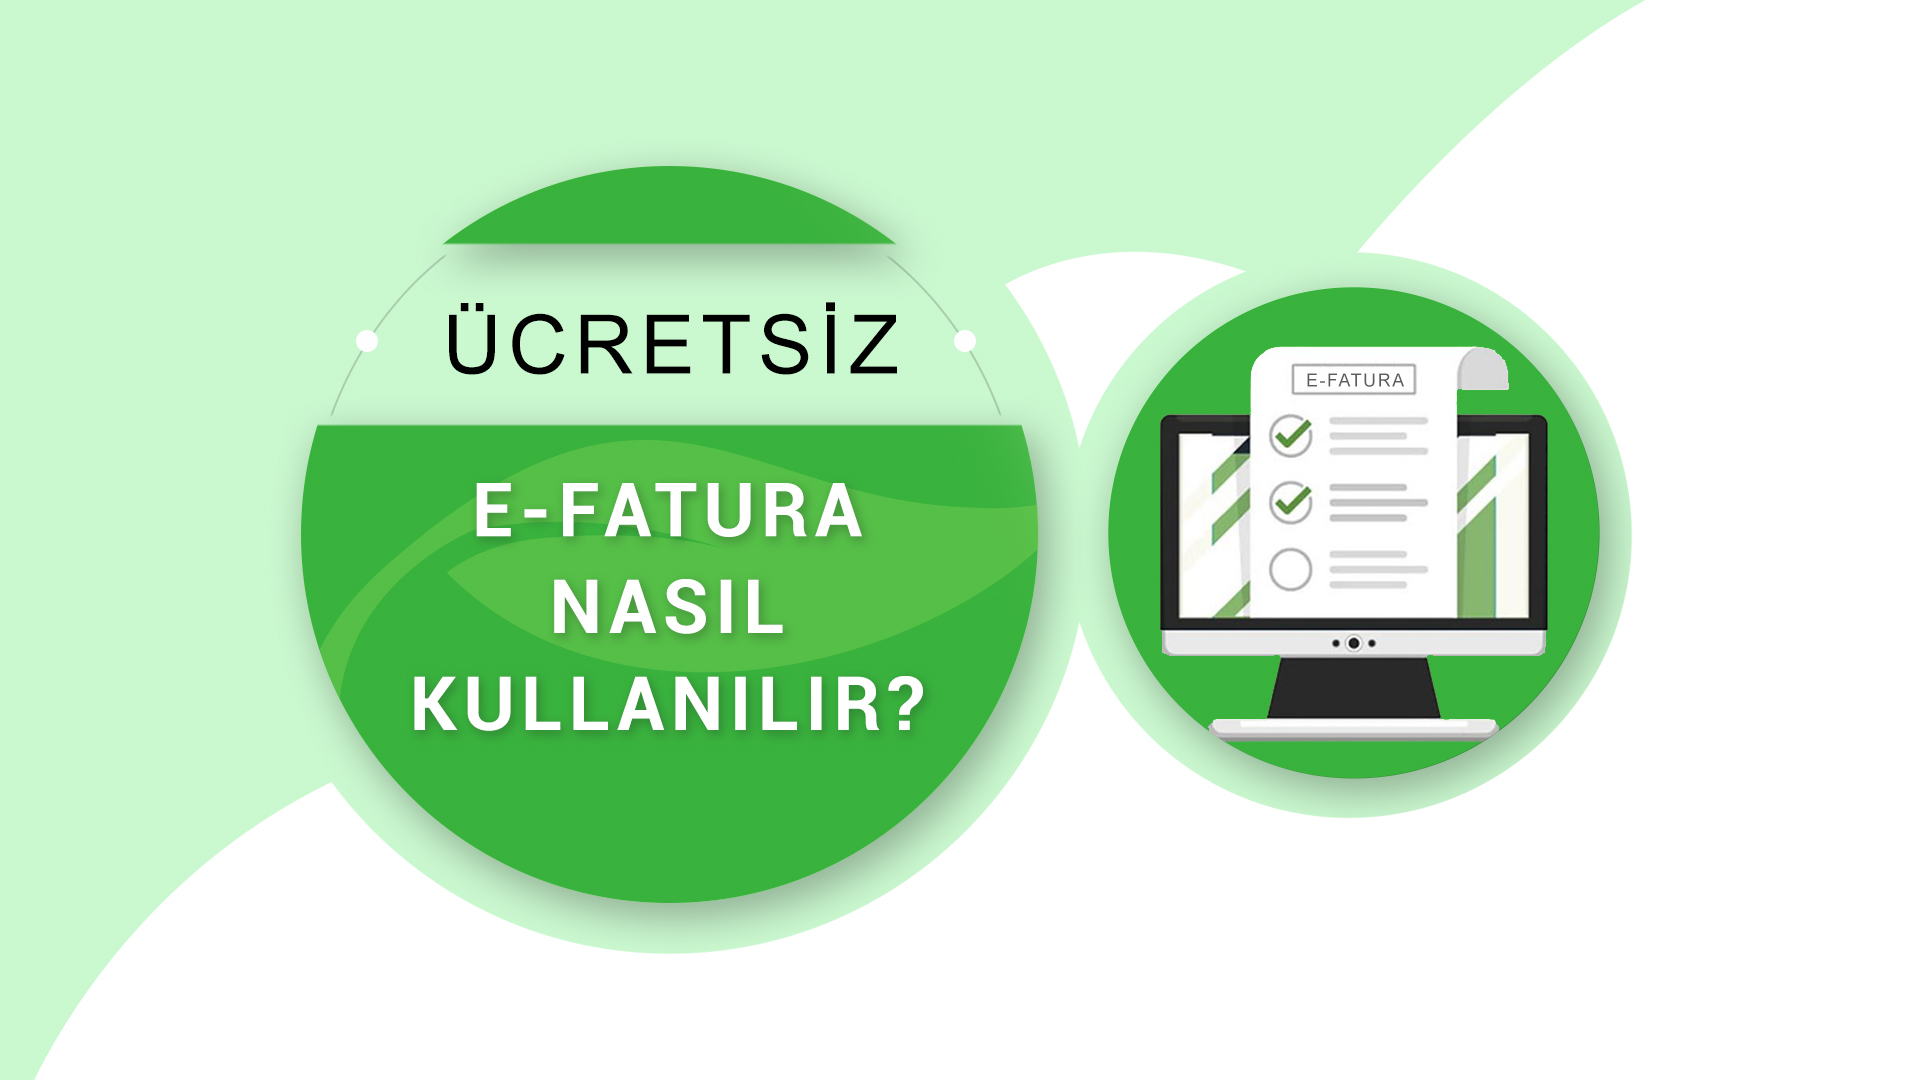 ÜCRETSİZ
E-FATURA
NASIL
KULLANILIR?
E-FATURA